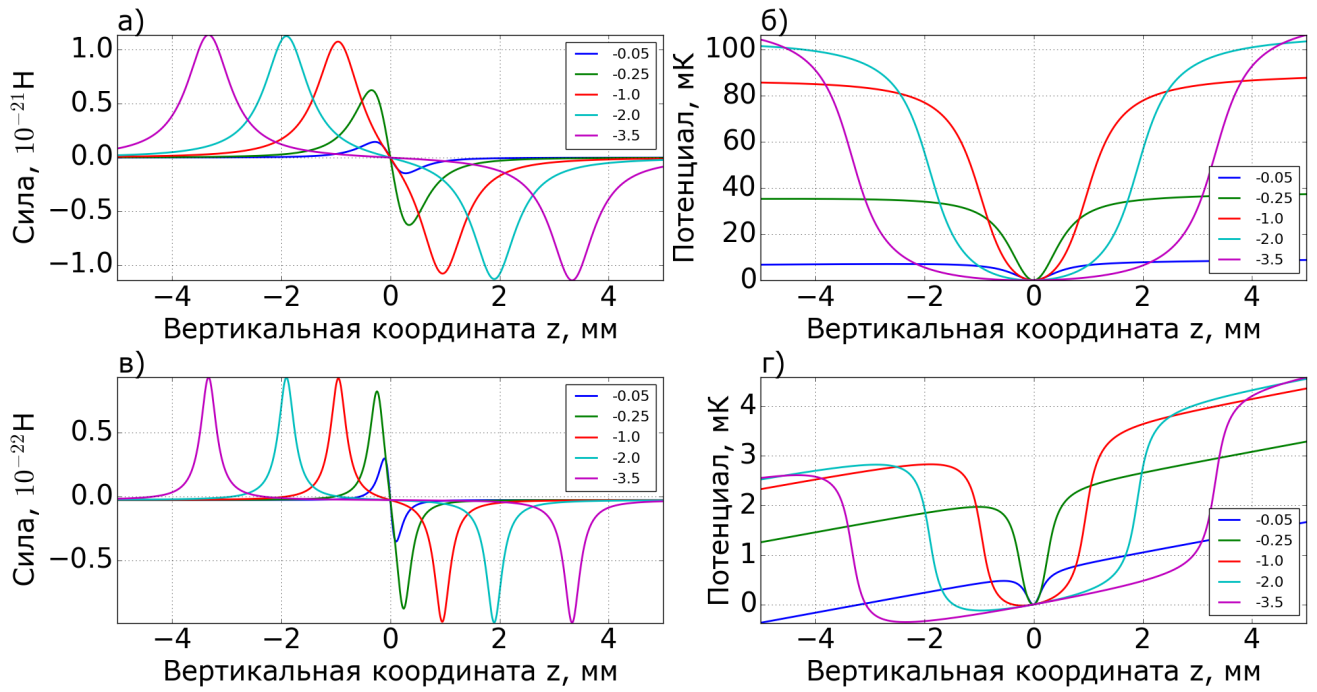 а)
Сила, 10⁻²¹Н
1.0
0.5
0.0
−0.5
−1.0
-0.05
-0.25
-1.0
-2.0
-3.5
−4 −2 0 2 4
Вертикальная координата z, мм
б)
Потенциал, мК
100
80
60
40
20
0
-0.05
-0.25
-1.0
-2.0
-3.5
−4 −2 0 2 4
Вертикальная координата z, мм
в)
Сила, 10⁻²²Н
0.5
0.0
−0.5
-0.05
-0.25
-1.0
-2.0
-3.5
−4 −2 0 2 4
Вертикальная координата z, мм
г)
Потенциал, мК
4
3
2
1
0
-0.05
-0.25
-1.0
-2.0
-3.5
−4 −2 0 2 4
Вертикальная координата z, мм